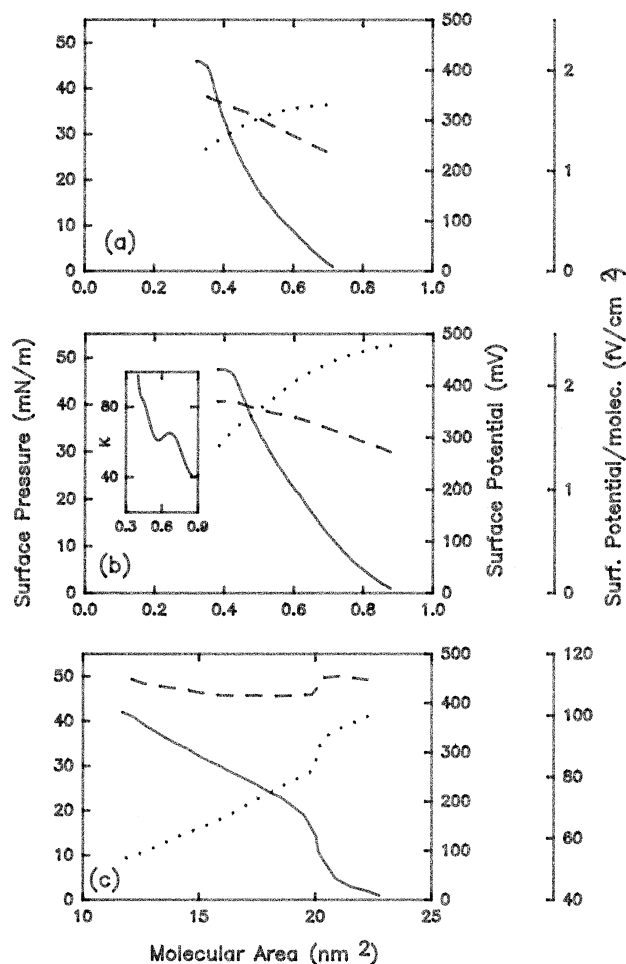 50 500
40 400 2
30 300
20 200 1
10 100
0 0 0
(a)
0.0 0.2 0.4 0.6 0.8 1.0
50 500
40 400 2
30 300
20 200 1
10 100
0 0 0
(b)
80
K
40
0.3 0.6 0.9
0.0 0.2 0.4 0.6 0.8 1.0
Surface Pressure (mN/m)
Surface Potential (mV)
Surf. Potential/molec. (fV/cm 2)
50 500 120
40 400 100
30 300 80
20 200
10 100 60
0 0 40
(c)
10 15 20 25
Molecular Area (nm 2)